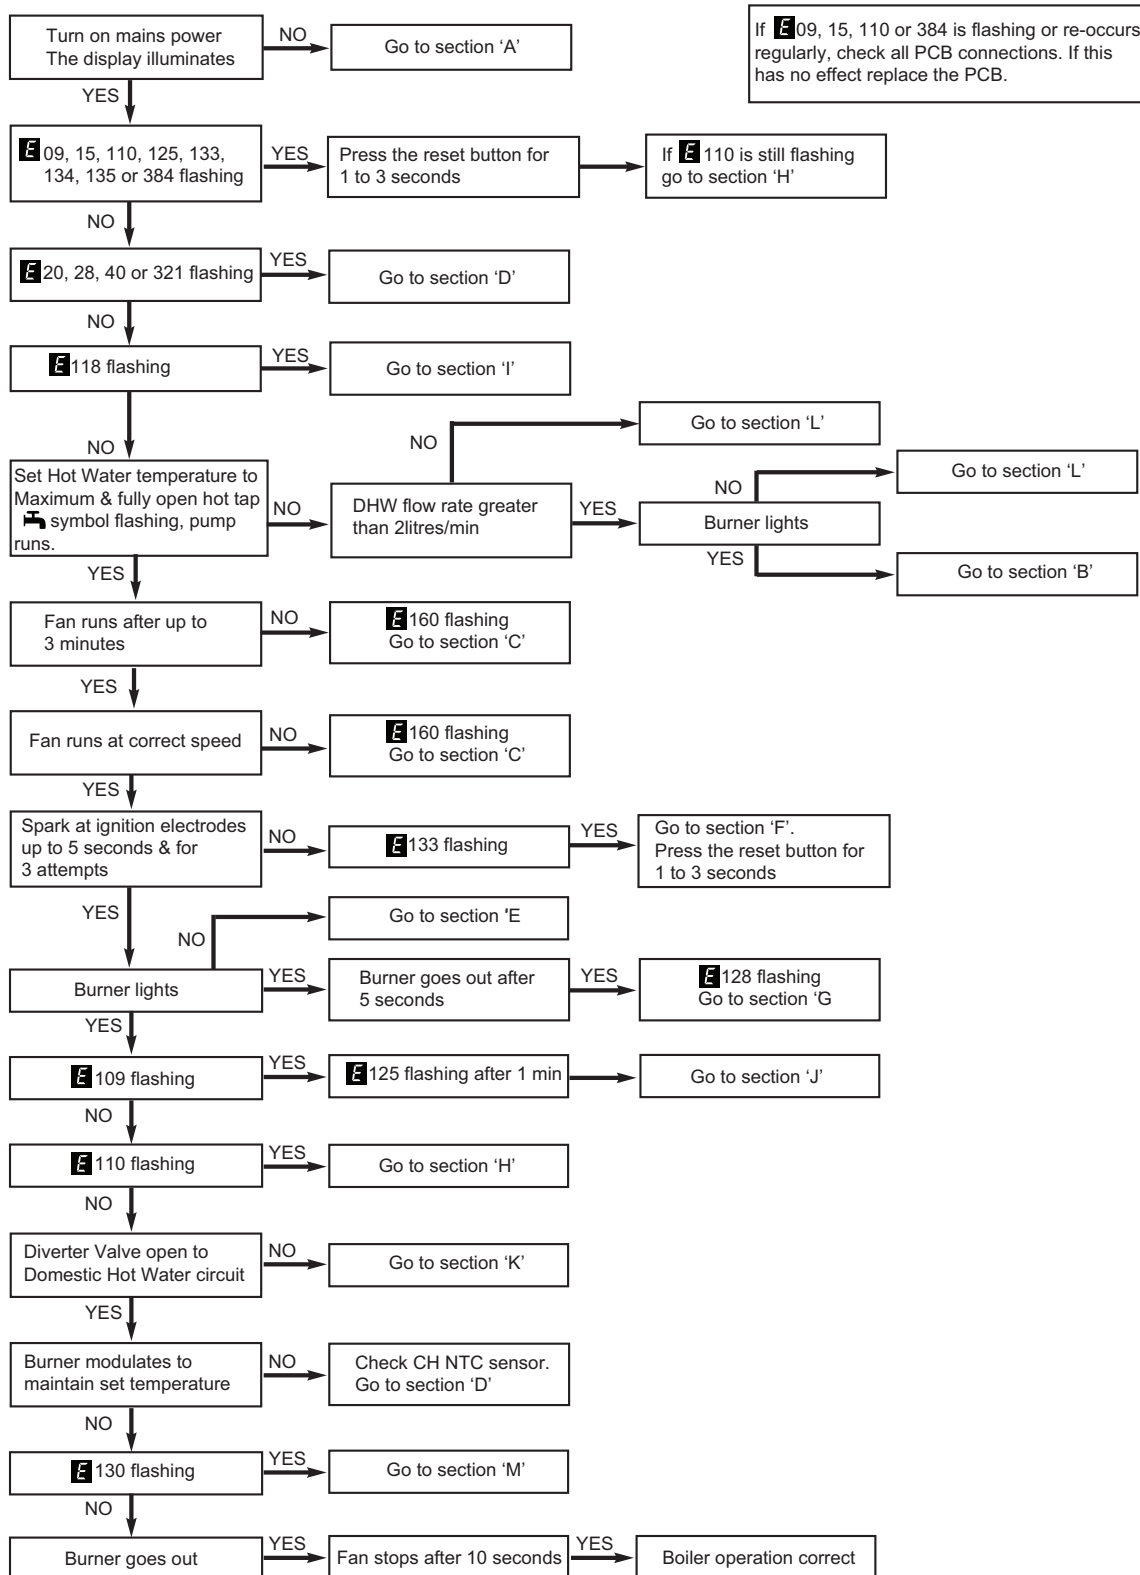 Turn on mains power
The display illuminates
NO
Go to section ‘A’
If E 09, 15, 110 or 384 is flashing or re-occurs
regularly, check all PCB connections. If this
has no effect replace the PCB.
YES
E 09, 15, 110, 125, 133,
134, 135 or 384 flashing
YES
Press the reset button for
1 to 3 seconds
If E 110 is still flashing
go to section ‘H’
NO
E 20, 28, 40 or 321 flashing
YES
Go to section ‘D’
NO
E 118 flashing
YES
Go to section ‘I’
NO
Set Hot Water temperature to
Maximum & fully open hot tap
symbol flashing, pump
runs.
NO
DHW flow rate greater
than 2litres/min
NO
Go to section ‘L’
YES
Burner lights
NO
Go to section ‘L’
YES
Go to section ‘B’
YES
Fan runs after up to
3 minutes
NO
E 160 flashing
Go to section ‘C’
YES
Fan runs at correct speed
NO
E 160 flashing
Go to section ‘C’
YES
Spark at ignition electrodes
up to 5 seconds & for
3 attempts
NO
E 133 flashing
YES
Go to section ‘F’.
Press the reset button for
1 to 3 seconds
YES
NO
Go to section 'E
Burner lights
YES
Burner goes out after
5 seconds
YES
E 128 flashing
Go to section ‘G
YES
E 109 flashing
YES
E 125 flashing after 1 min
Go to section ‘J’
NO
E 110 flashing
YES
Go to section ‘H’
NO
Diverter Valve open to
Domestic Hot Water circuit
NO
Go to section ‘K’
YES
Burner modulates to
maintain set temperature
NO
Check CH NTC sensor.
Go to section ‘D’
NO
E 130 flashing
YES
Go to section ‘M’
NO
Burner goes out
YES
Fan stops after 10 seconds
YES
Boiler operation correct